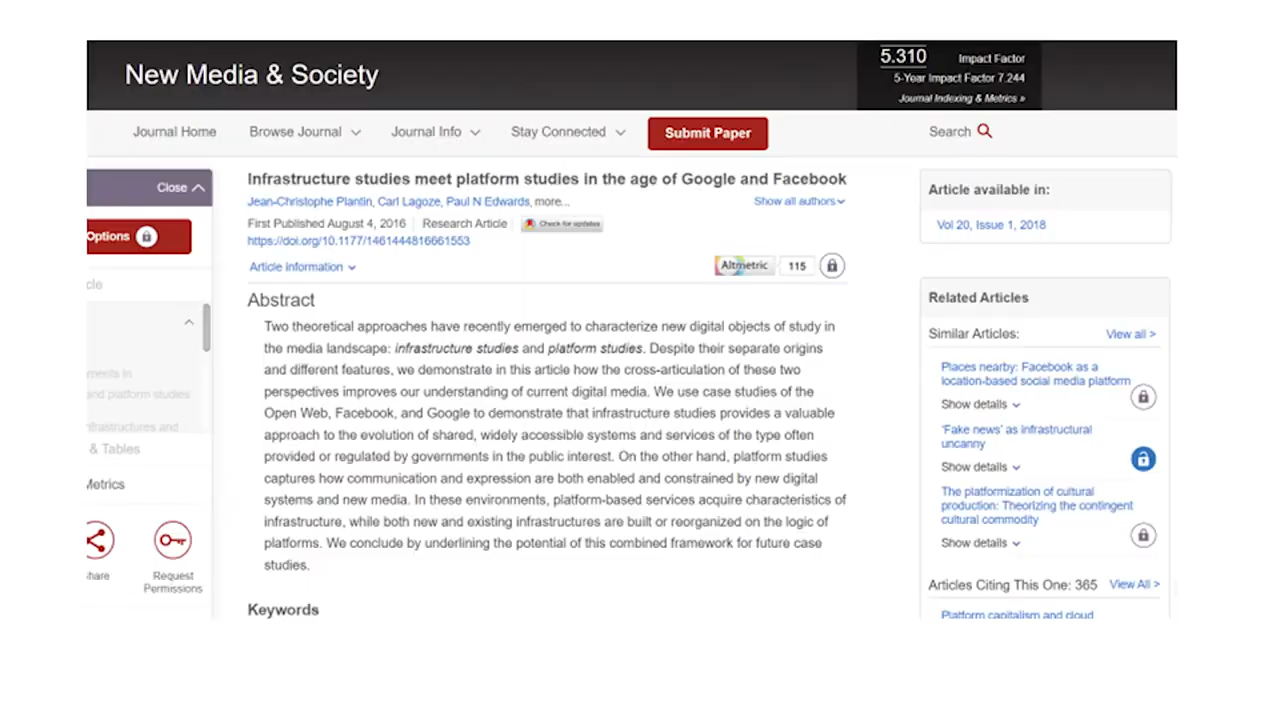 New Media & Society
5.310 Impact Factor
5-Year Impact Factor 7.244
Journal Indexing & Metrics »
Journal Home Browse Journal Journal Info Stay Connected Submit Paper Search
Close
Options
Infrastructure studies meet platform studies in the age of Google and Facebook
Jean-Christophe Plantin, Carl Lagoze, Paul N Edwards, more...
Show all authors
First Published August 4, 2016 Research Article Check for updates
https://doi.org/10.1177/1461444816661553
Article Information
Altmetric 115
Abstract
Two theoretical approaches have recently emerged to characterize new digital objects of study in
the media landscape: infrastructure studies and platform studies. Despite their separate origins
and different features, we demonstrate in this article how the cross-articulation of these two
perspectives improves our understanding of current digital media. We use case studies of the
Open Web, Facebook, and Google to demonstrate that infrastructure studies provides a valuable
approach to the evolution of shared, widely accessible systems and services of the type often
provided or regulated by governments in the public interest. On the other hand, platform studies
captures how communication and expression are both enabled and constrained by new digital
systems and new media. In these environments, platform-based services acquire characteristics of
infrastructure, while both new and existing infrastructures are built or reorganized on the logic of
platforms. We conclude by underlining the potential of this combined framework for future case
studies.
Keywords
cle
ments in
and platform studies
nfrastructures and
& Tables
Metrics
hare
Request
Permissions
Article available in:
Vol 20, Issue 1, 2018
Related Articles
Similar Articles: View all >
Places nearby: Facebook as a
location-based social media platform
Show details
'Fake news' as infrastructural
uncanny
Show details
The platformization of cultural
production: Theorizing the contingent
cultural commodity
Show details
Articles Citing This One: 365 View All >
Platform capitalism and cloud